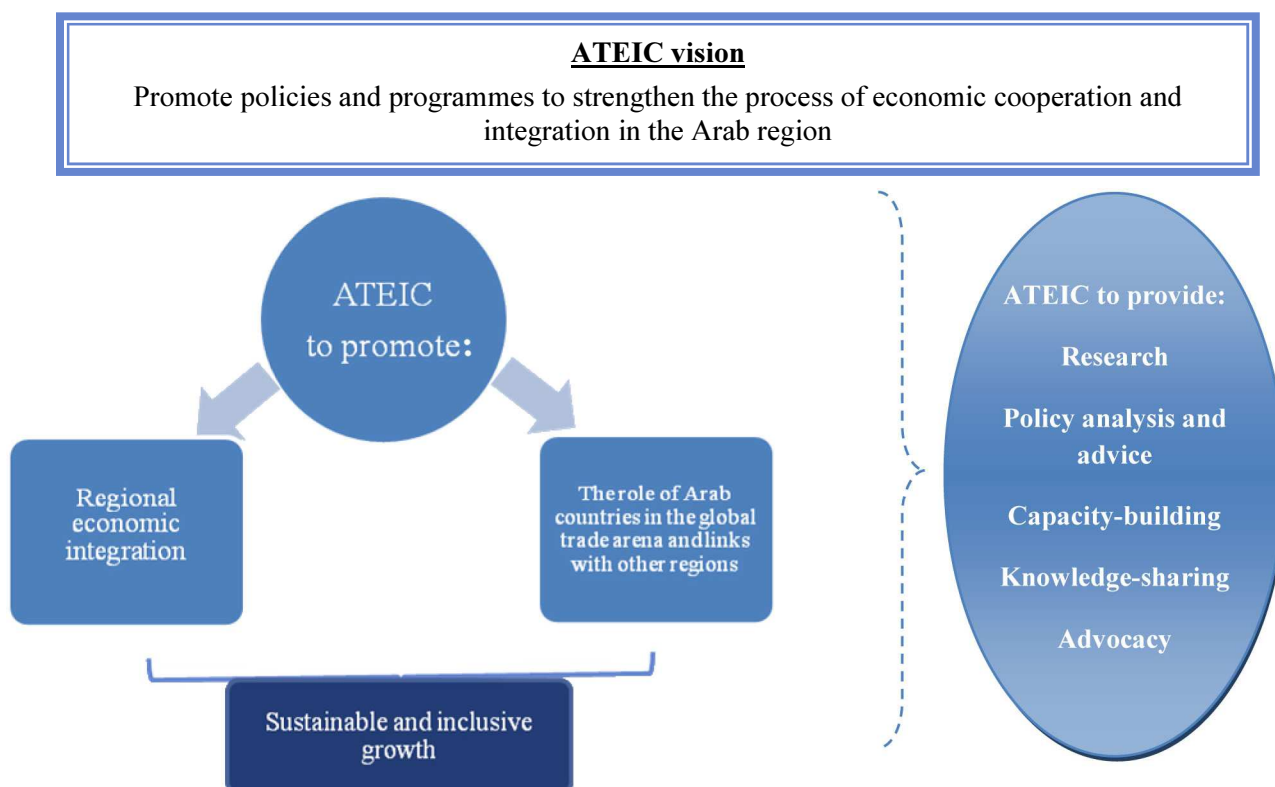 ATEIC vision
Promote policies and programmes to strengthen the process of economic cooperation and
integration in the Arab region
ATEIC
to promote:
Regional
economic
integration
The role of Arab
countries in the global
trade arena and links
with other regions
Sustainable and inclusive
growth
ATEIC to provide:
Research
Policy analysis and
advice
Capacity-building
Knowledge-sharing
Advocacy